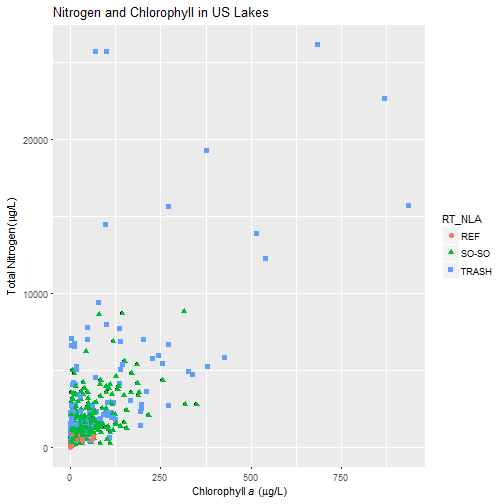 Nitrogen and Chlorophyll in US Lakes
Total Nitrogen (µg/L)
20000
10000
0
0
250
500
750
Chlorophyll a (µg/L)
RT_NLA
REF
SO-SO
TRASH